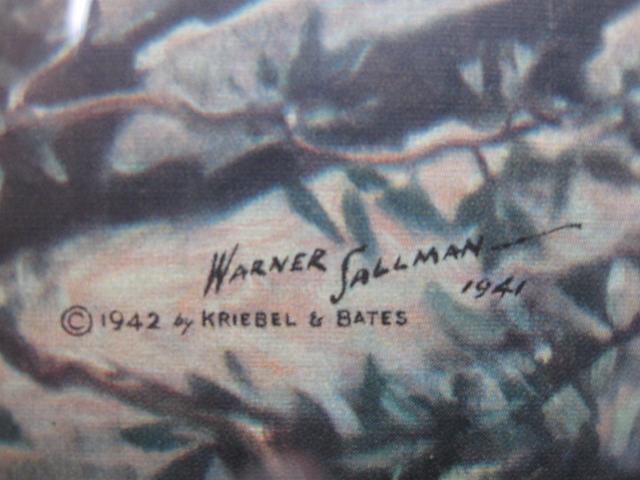 WARNER SALLMAN
1941
© 1942 by KRIEBEL & BATES